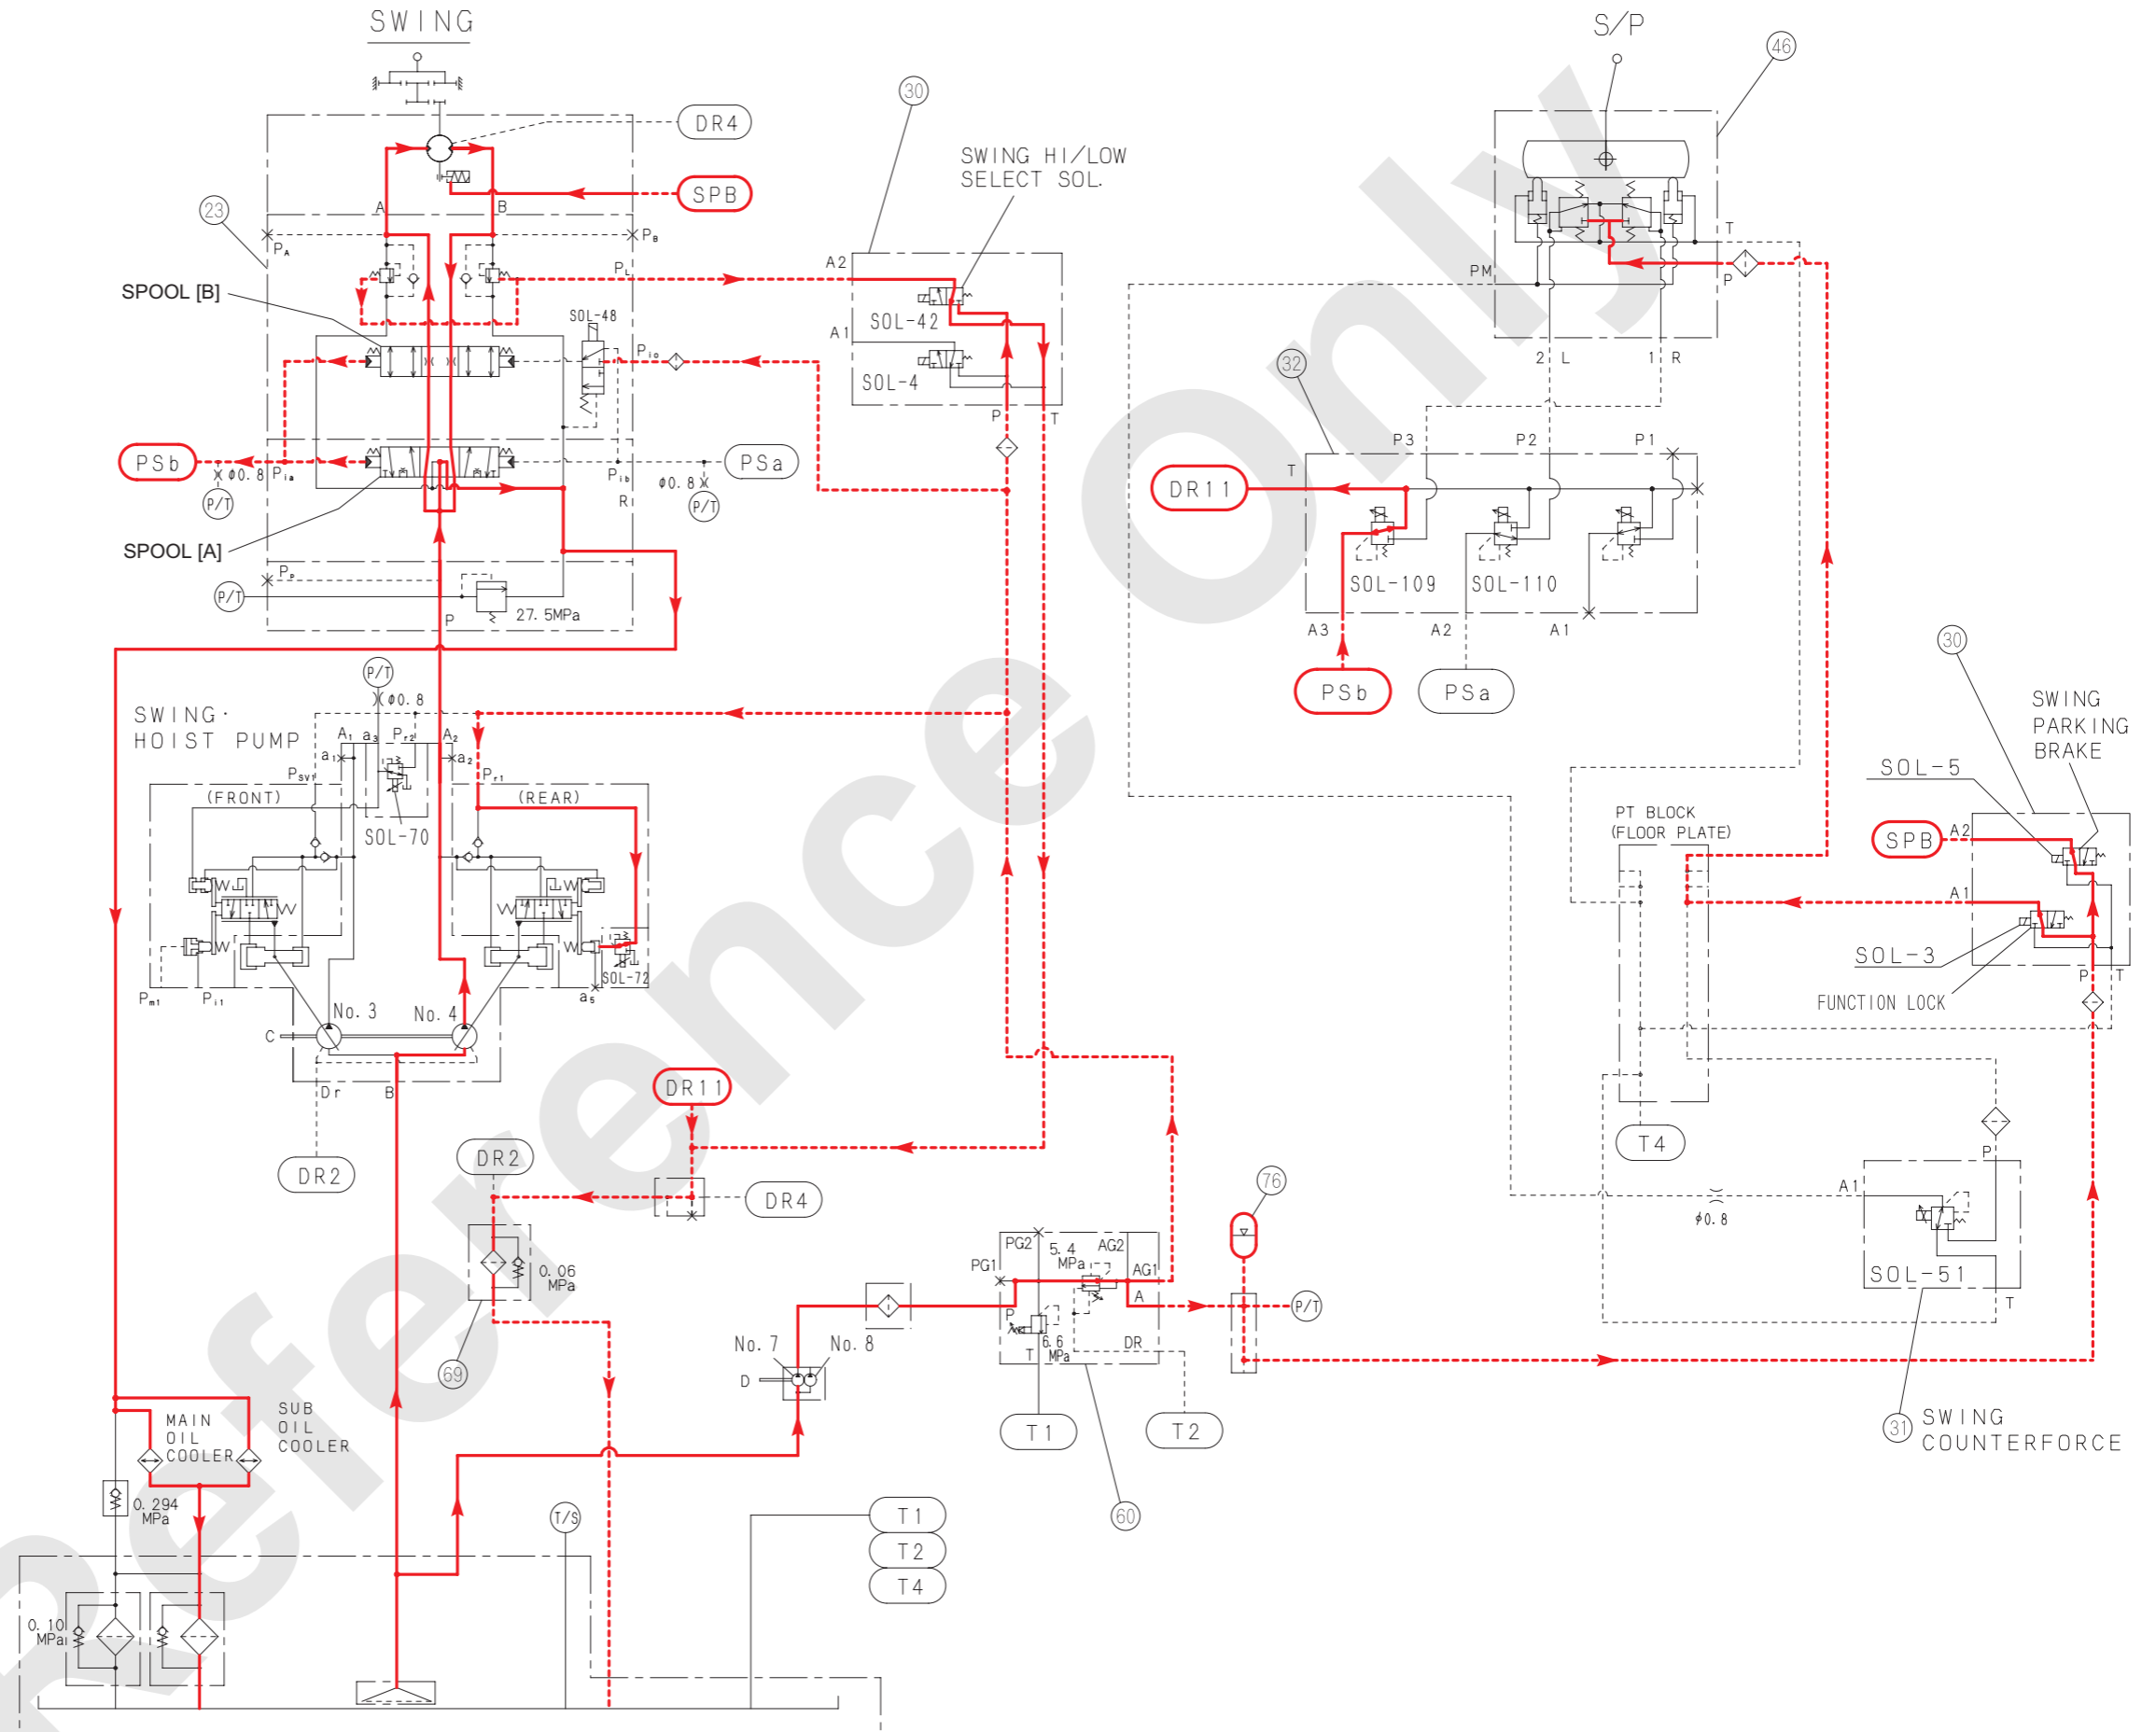 SWING
S/P
46
30
DR4
SWING HI/LOW
SELECT SOL.
SPB
23
A
B
PA
PB
T
PL
A2
PM
P
SPOOL [B]
SOL-48
SOL-42
A1
Pio
SOL-4
2
L
1
R
32
P
T
P3
P2
P1
PSb
φ0.8
Pia
Pib
φ0.8
PSa
T
R
DR11
P/T
P/T
SPOOL [A]
PP
SOL-109
SOL-110
P/T
P
27.5MPa
A3
A2
A1
30
P/T
PSb
PSa
SWING
PARKING
BRAKE
φ0.8
SWING·
HOIST PUMP
A1
a3
Pr2
A2
a1
a2
SOL-5
PSV1
Pr1
(FRONT)
(REAR)
PT BLOCK
(FLOOR PLATE)
SOL-70
SPB
A2
A1
SOL-3
SOL-72
P
T
Pm1
Pi1
a5
FUNCTION LOCK
No.3
No.4
C
Dr
B
DR11
T4
DR2
DR2
P
76
DR4
A1
φ0.8
PG2
5.4
MPa
AG2
PG1
AG1
0.06
MPa
A
SOL-51
P/T
T
P
6.6
MPa
No.7
No.8
T
DR
69
D
MAIN
OIL
COOLER
SUB
OIL
COOLER
T1
T2
31
SWING
COUNTERFORCE
0.294
MPa
T/S
T1
60
T2
T4
0.10
MPa
Reference Only